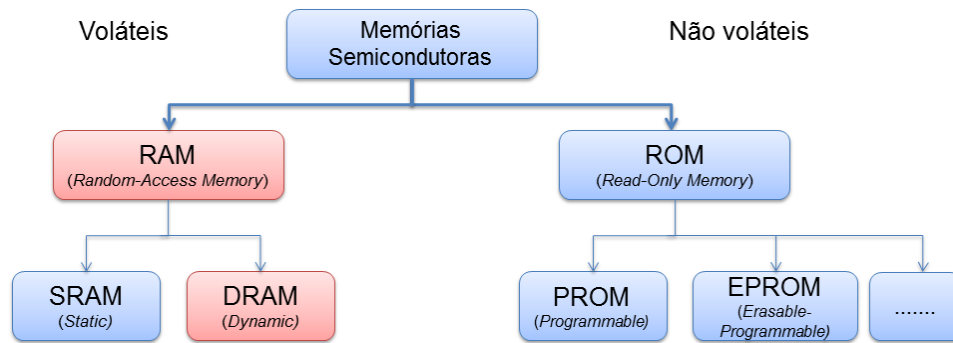 Voláteis
Memórias
Semicondutoras
Não voláteis
RAM
(Random-Access Memory)
ROM
(Read-Only Memory)
SRAM
(Static)
DRAM
(Dynamic)
PROM
(Programmable)
EPROM
(Erasable-
Programmable)
.......